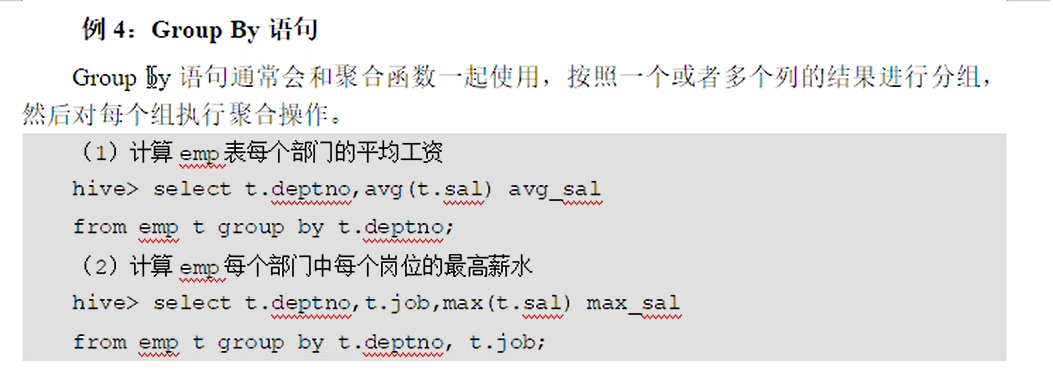 例 4：Group By 语句
Group by 语句通常会和聚合函数一起使用，按照一个或者多个列的结果进行分组，
然后对每个组执行聚合操作。
（1）计算 emp 表每个部门的平均工资
hive> select t.deptno,avg(t.sal) avg_sal
from emp t group by t.deptno;
（2）计算 emp 每个部门中每个岗位的最高薪水
hive> select t.deptno,t.job,max(t.sal) max_sal
from emp t group by t.deptno, t.job;